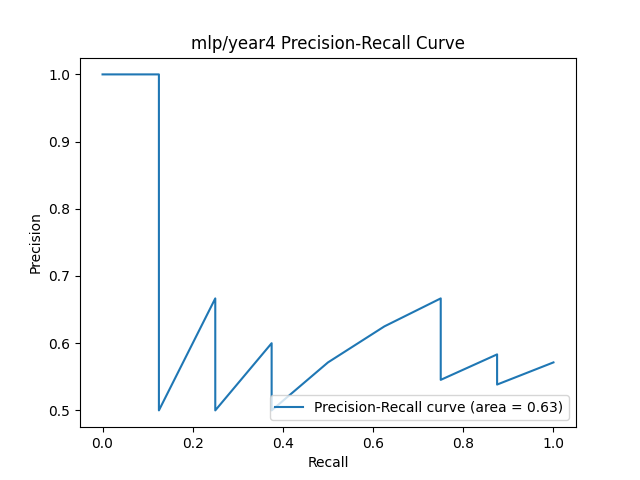 mlp/year4 Precision-Recall Curve
1.0
0.9
0.8
0.7
0.6
0.5
Precision
Precision-Recall curve (area = 0.63)
0.0 0.2 0.4 0.6 0.8 1.0
Recall